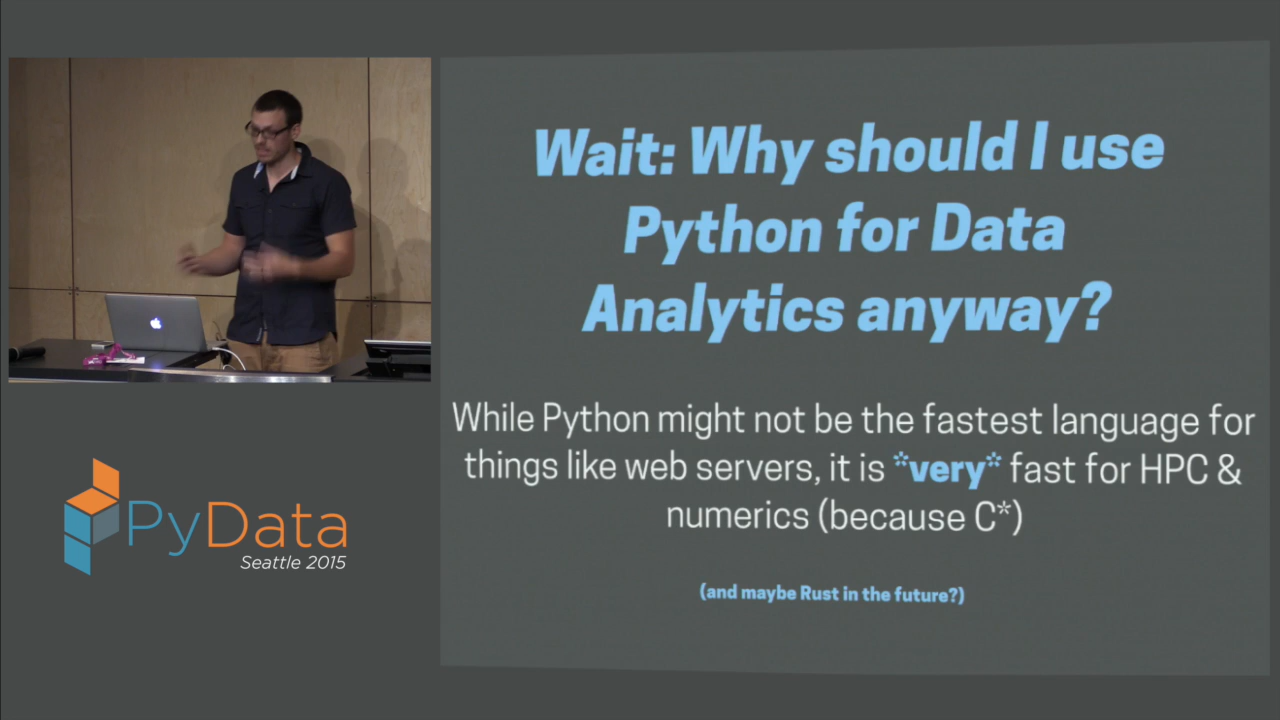 Wait: Why should I use
Python for Data
Analytics anyway?
While Python might not be the fastest language for
things like web servers, it is *very* fast for HPC &
numerics (because C*)
(and maybe Rust in the future?)
PyData
Seattle 2015